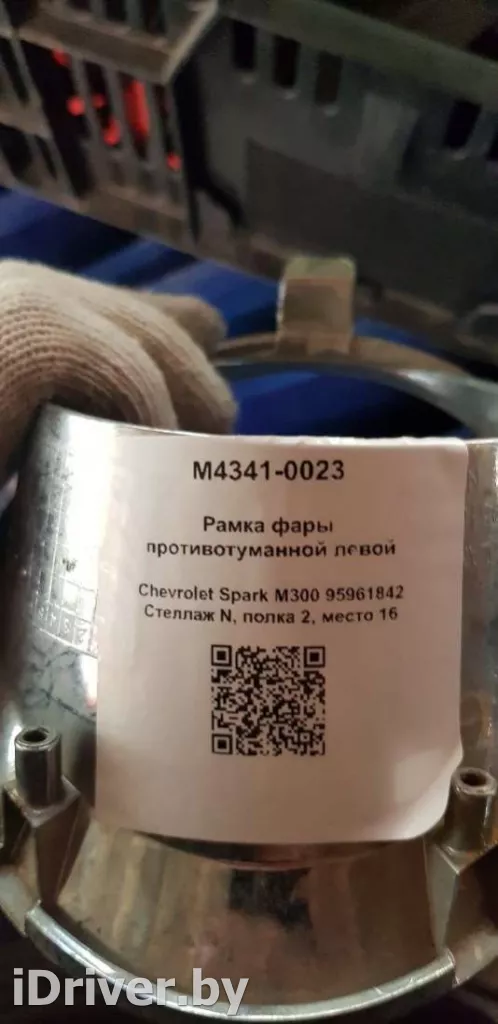 M4341-0023
Рамка фары
противотуманной левой
Chevrolet Spark M300 95961842
Стеллаж N, полка 2, место 16
iDriver.by